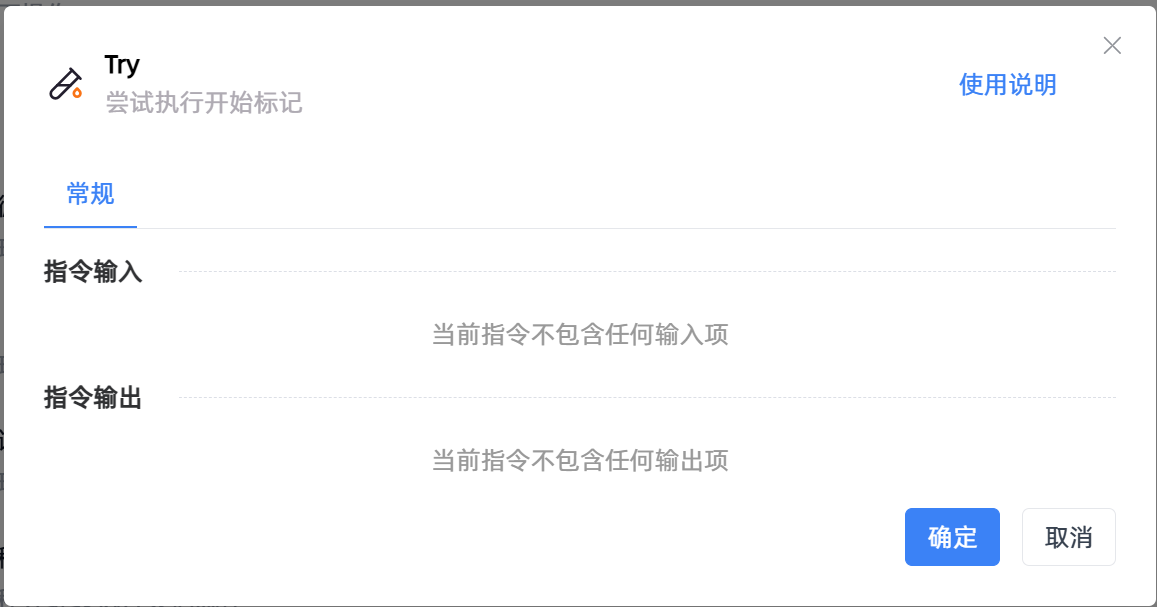 Try
尝试执行开始标记
使用说明
常规
指令输入
当前指令不包含任何输入项
指令输出
当前指令不包含任何输出项
确定
取消